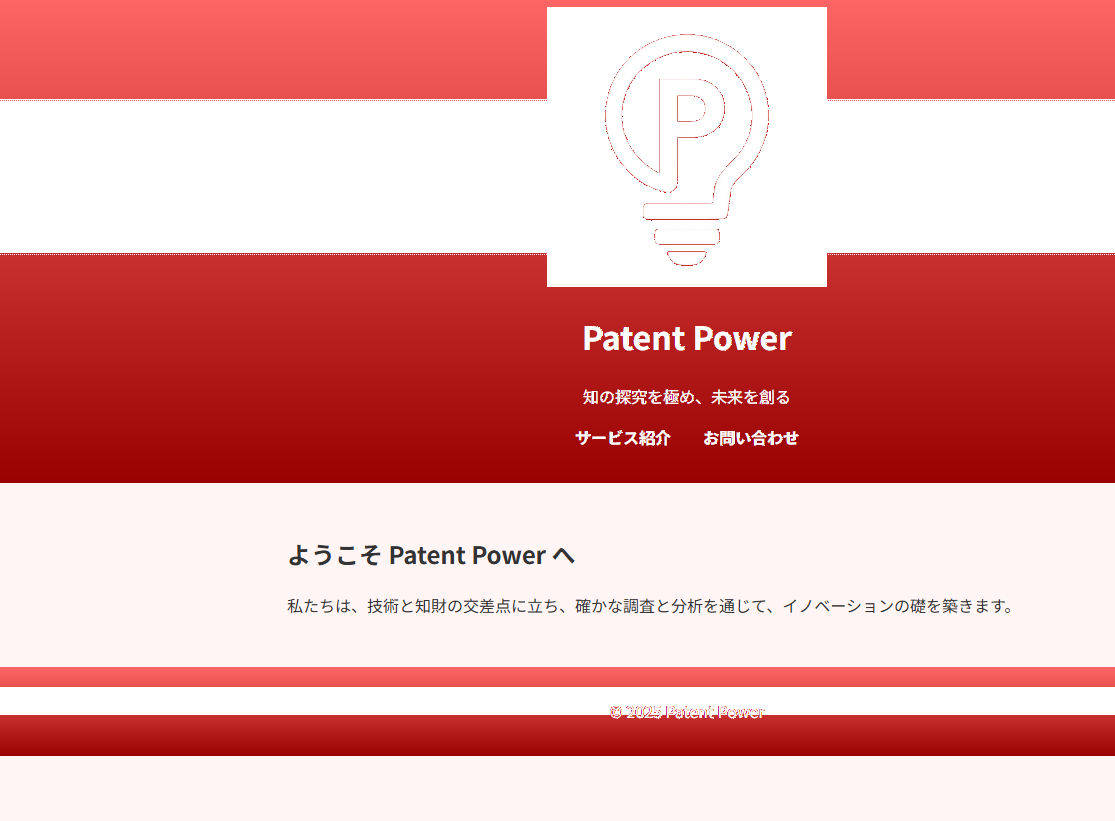 P
Patent Power
知の探究を極め、未来を創る
サービス紹介 お問い合わせ
ようこそ Patent Power へ
私たちは、技術と知財の交差点に立ち、確かな調査と分析を通じて、イノベーションの礎を築きます。
© 2025 Patent Power